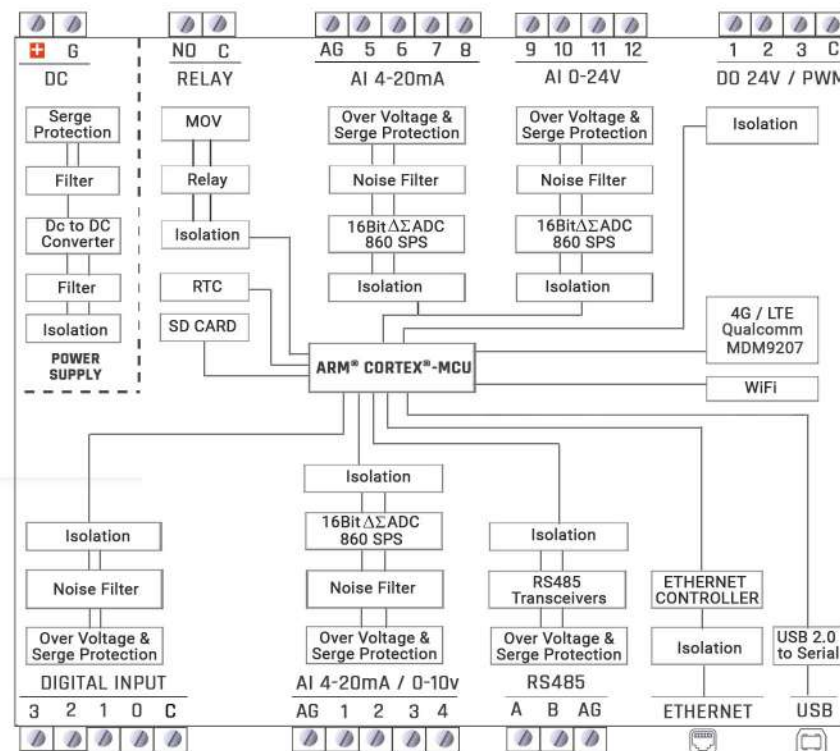 G
NO C
AG 5 6 7 8
9 10 11 12
1 2 3 C
DC
RELAY
AI 4-20mA
AI 0-24V
DO 24V / PWM
Serge
Protection
Filter
Dc to DC
Converter
Filter
Isolation
POWER
SUPPLY
MOV
Relay
Isolation
RTC
SD CARD
Over Voltage &
Serge Protection
Noise Filter
16Bit ΔΣADC
860 SPS
Isolation
Over Voltage &
Serge Protection
Noise Filter
16Bit ΔΣADC
860 SPS
Isolation
Isolation
4G / LTE
Qualcomm
MDM9207
WiFi
ARM® CORTEX®-MCU
Isolation
Noise Filter
Over Voltage &
Serge Protection
DIGITAL INPUT
3 2 1 0 C
Isolation
16Bit ΔΣADC
860 SPS
Noise Filter
Over Voltage &
Serge Protection
AI 4-20mA / 0-10v
AG 1 2 3 4
Isolation
RS485
Transceivers
Over Voltage &
Serge Protection
RS485
A B AG
ETHERNET
CONTROLLER
Isolation
ETHERNET
USB 2.0
to Serial
USB